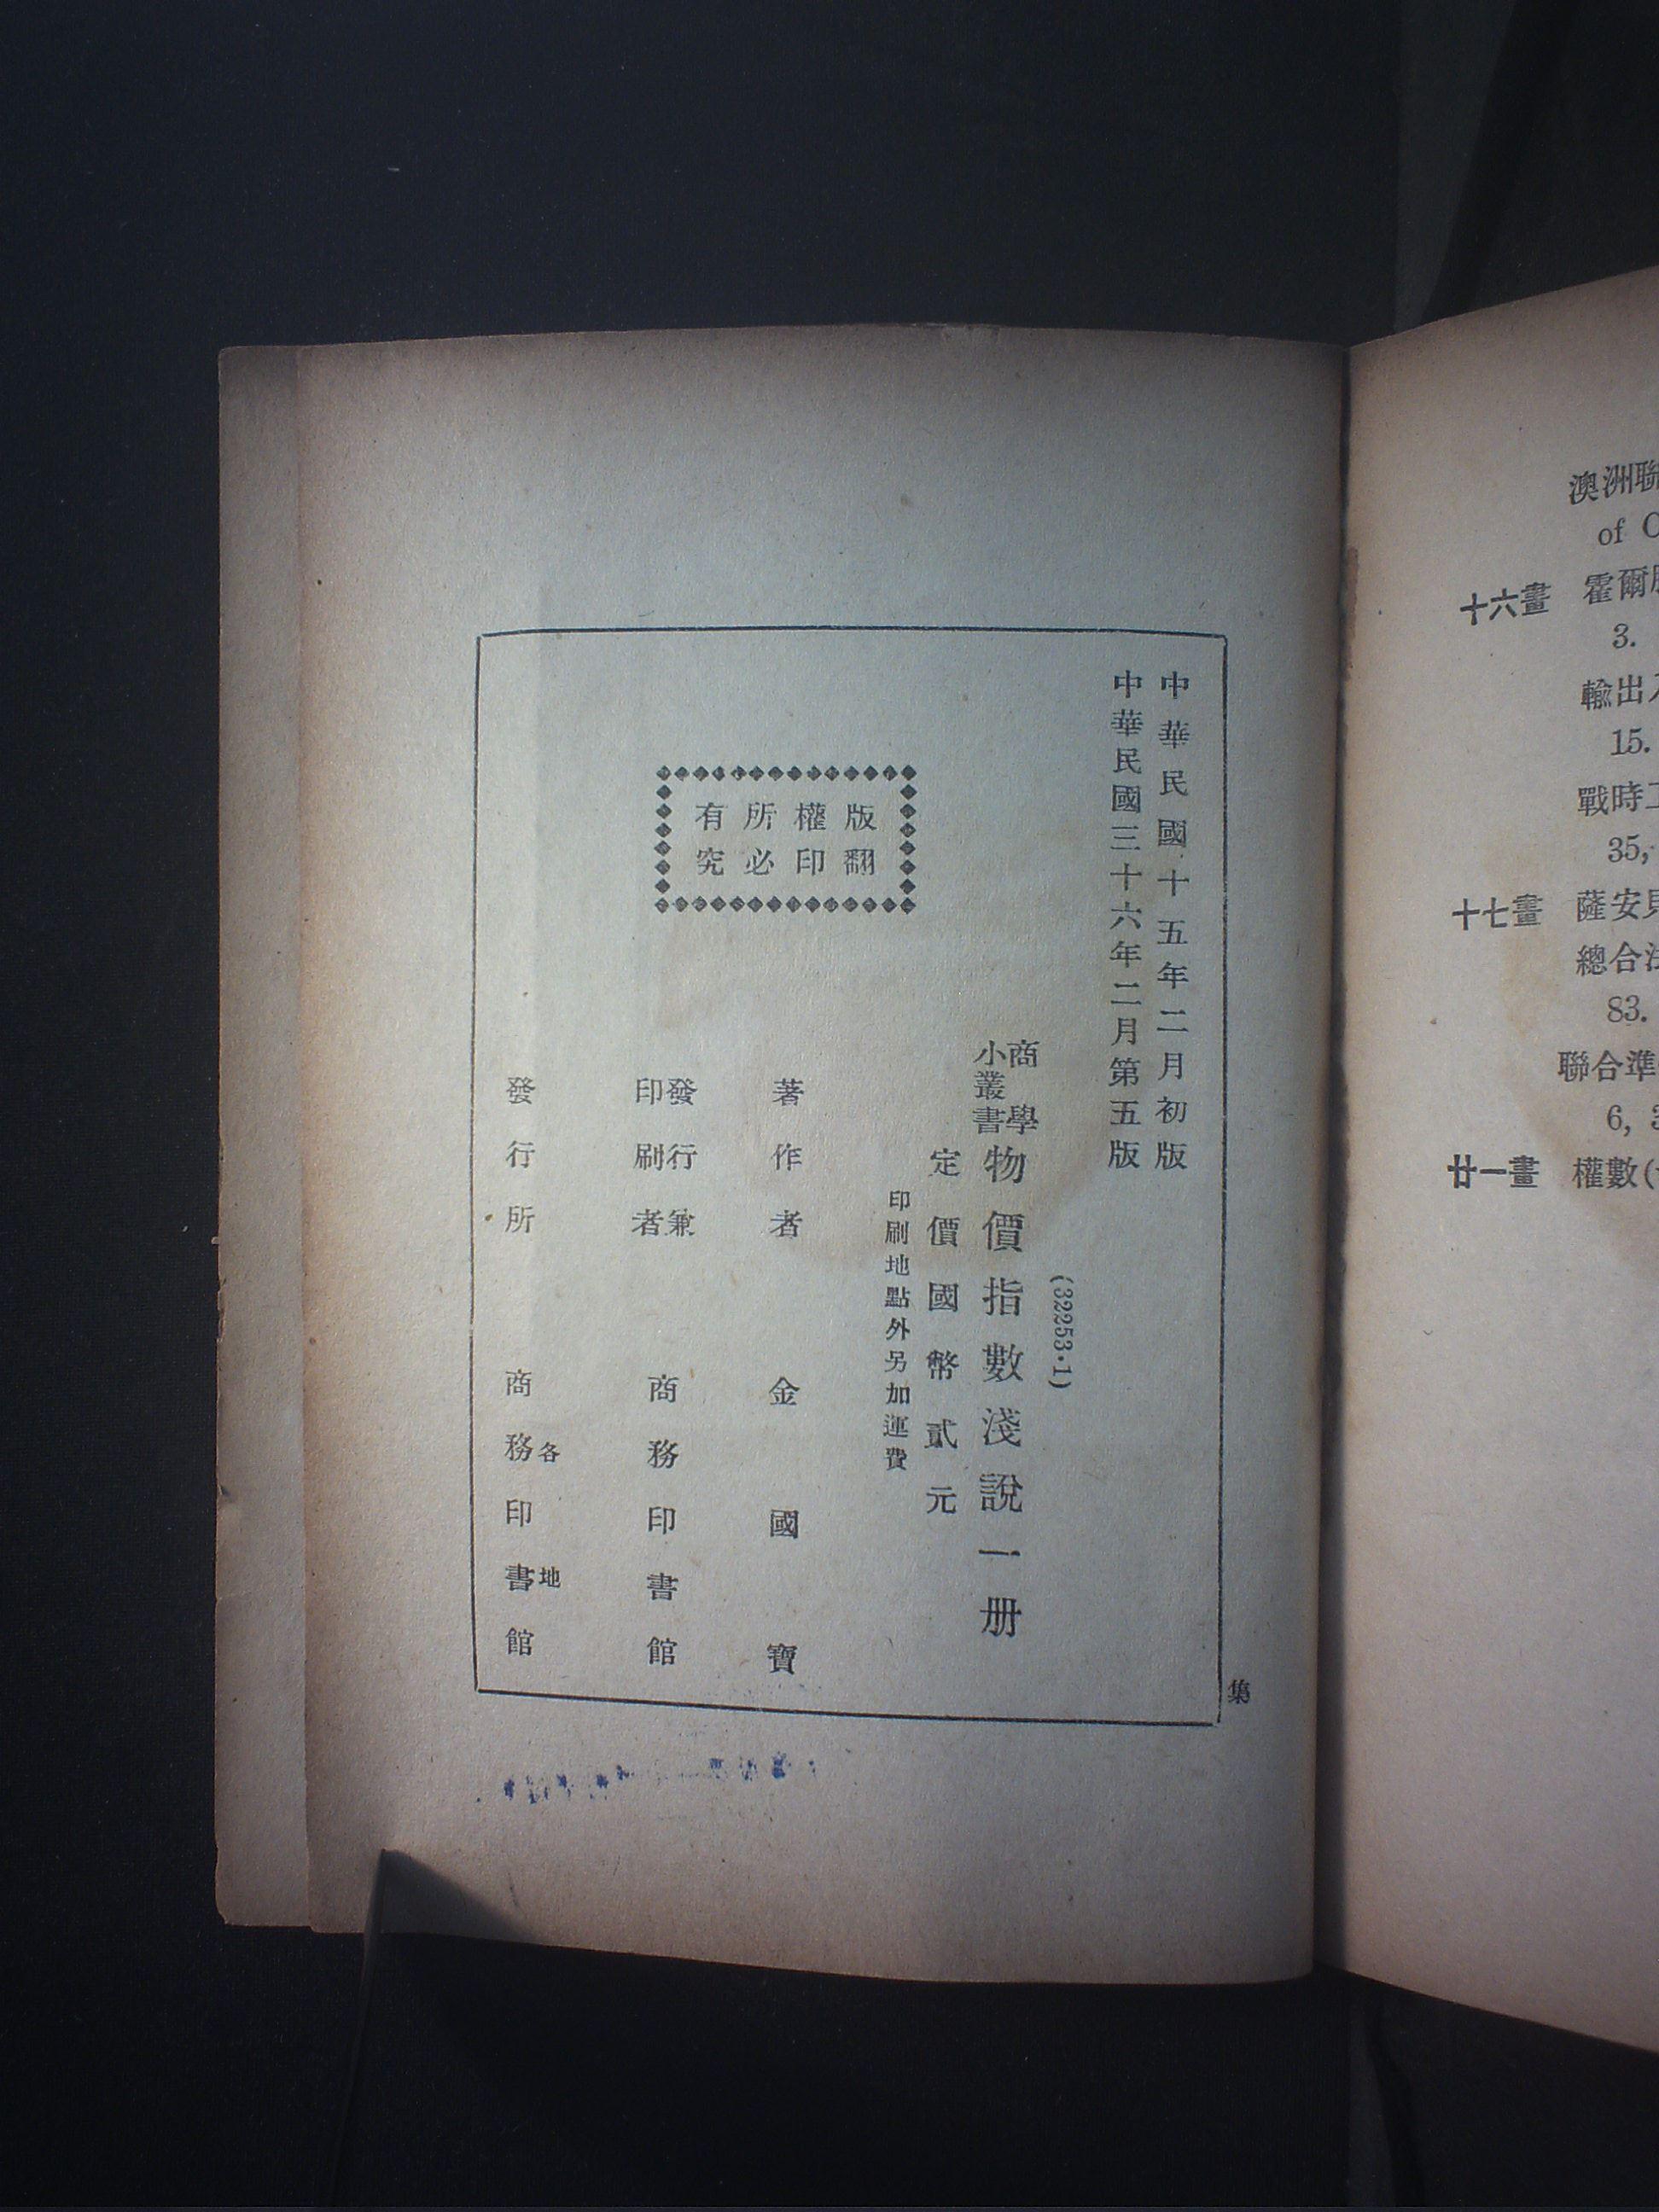 中華民國十五年二月初版
中華民國三十六年二月第五版
(32253·1)
商學小叢書 物價指數淺說一册
定價國幣貳元
印刷地點外另加運費
版權所有
翻印必究
著作者 金國寶
發行兼印刷者 商務印書館
發行所 各地 商務印書館
集
澳洲聯
of C
十六畫 霍爾
3.
輸出入
15.
戰時工
35,
十七畫 薩安貝
總合法
83.
聯合準
6, 3
廿一畫 權數(